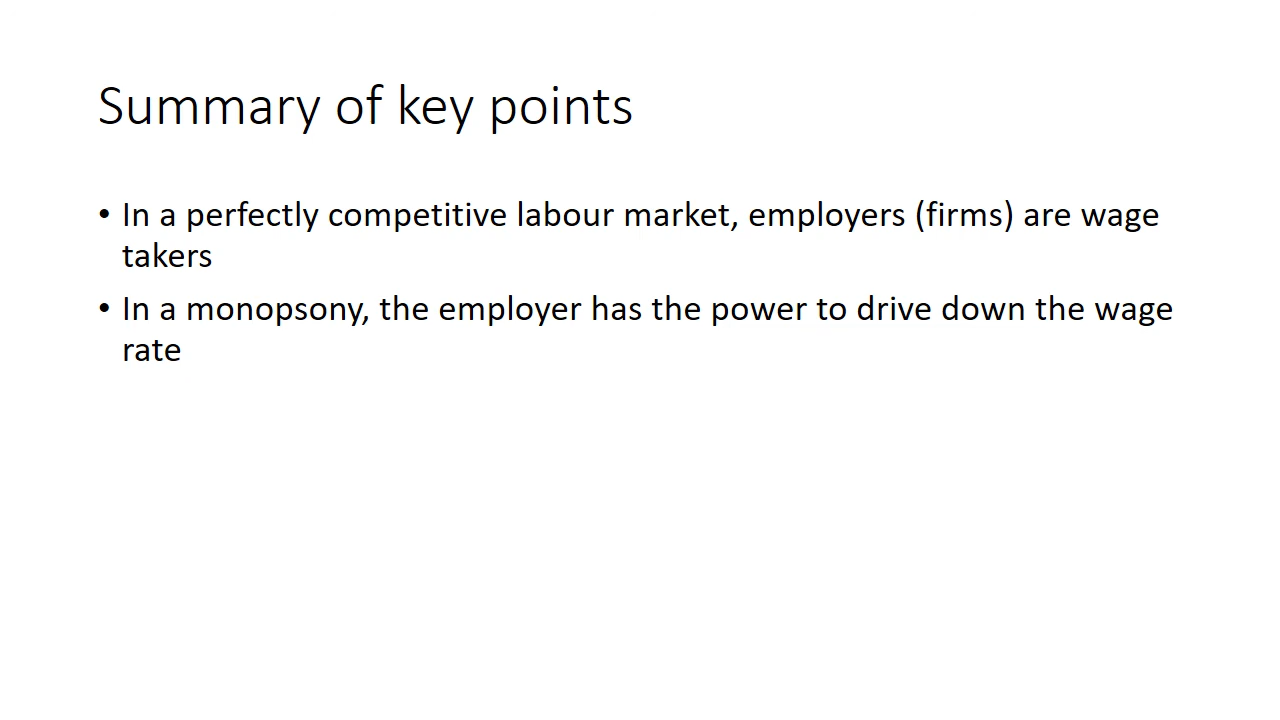 Summary of key points
• In a perfectly competitive labour market, employers (firms) are wage
takers
• In a monopsony, the employer has the power to drive down the wage
rate